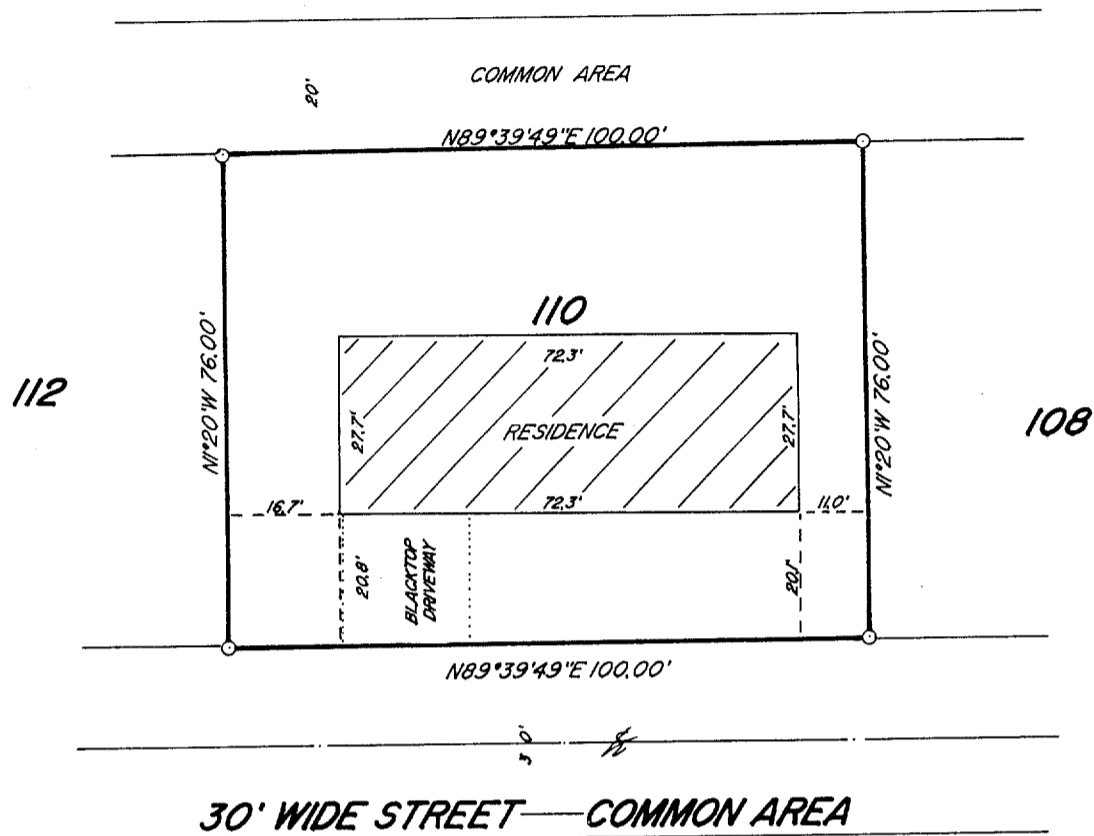 COMMON AREA
20'
N89°39'49"E 100.00'
110
N1°20'W 76.00'
72.3'
N1°20'W 76.00'
112
27.7'
RESIDENCE
27.7'
108
16.7'
72.3'
11.0'
20.8'
BLACKTOP
DRIVEWAY
20.1'
N89°39'49"E 100.00'
30'
30' WIDE STREET — COMMON AREA